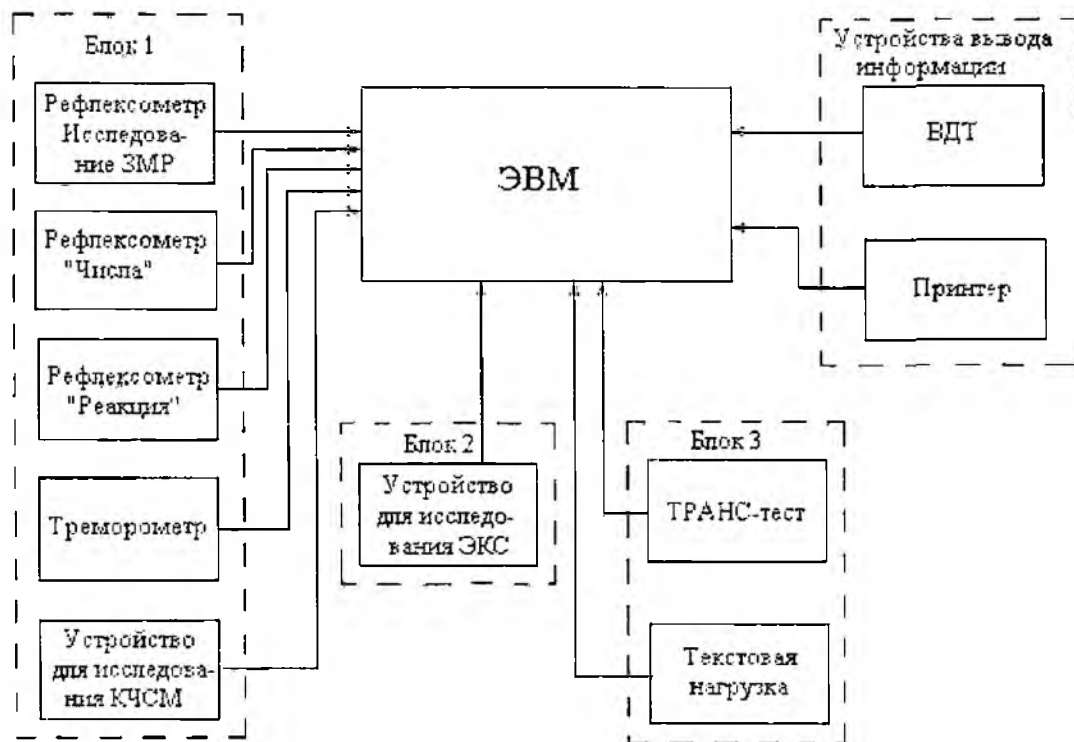 Блок 1
Рефлексометр
Исследова-
ние ЗМР
Рефлексометр
"Числа"
Рефлексометр
"Реакция"
Треморометр
Устройство
для исследова-
ния КЧСМ
ЭВМ
Блок 2
Устройство
для исследо-
вания ЭКС
Блок 3
ТРАНС-тест
Текстовая
нагрузка
Устройства вывода
информации
ВДТ
Принтер